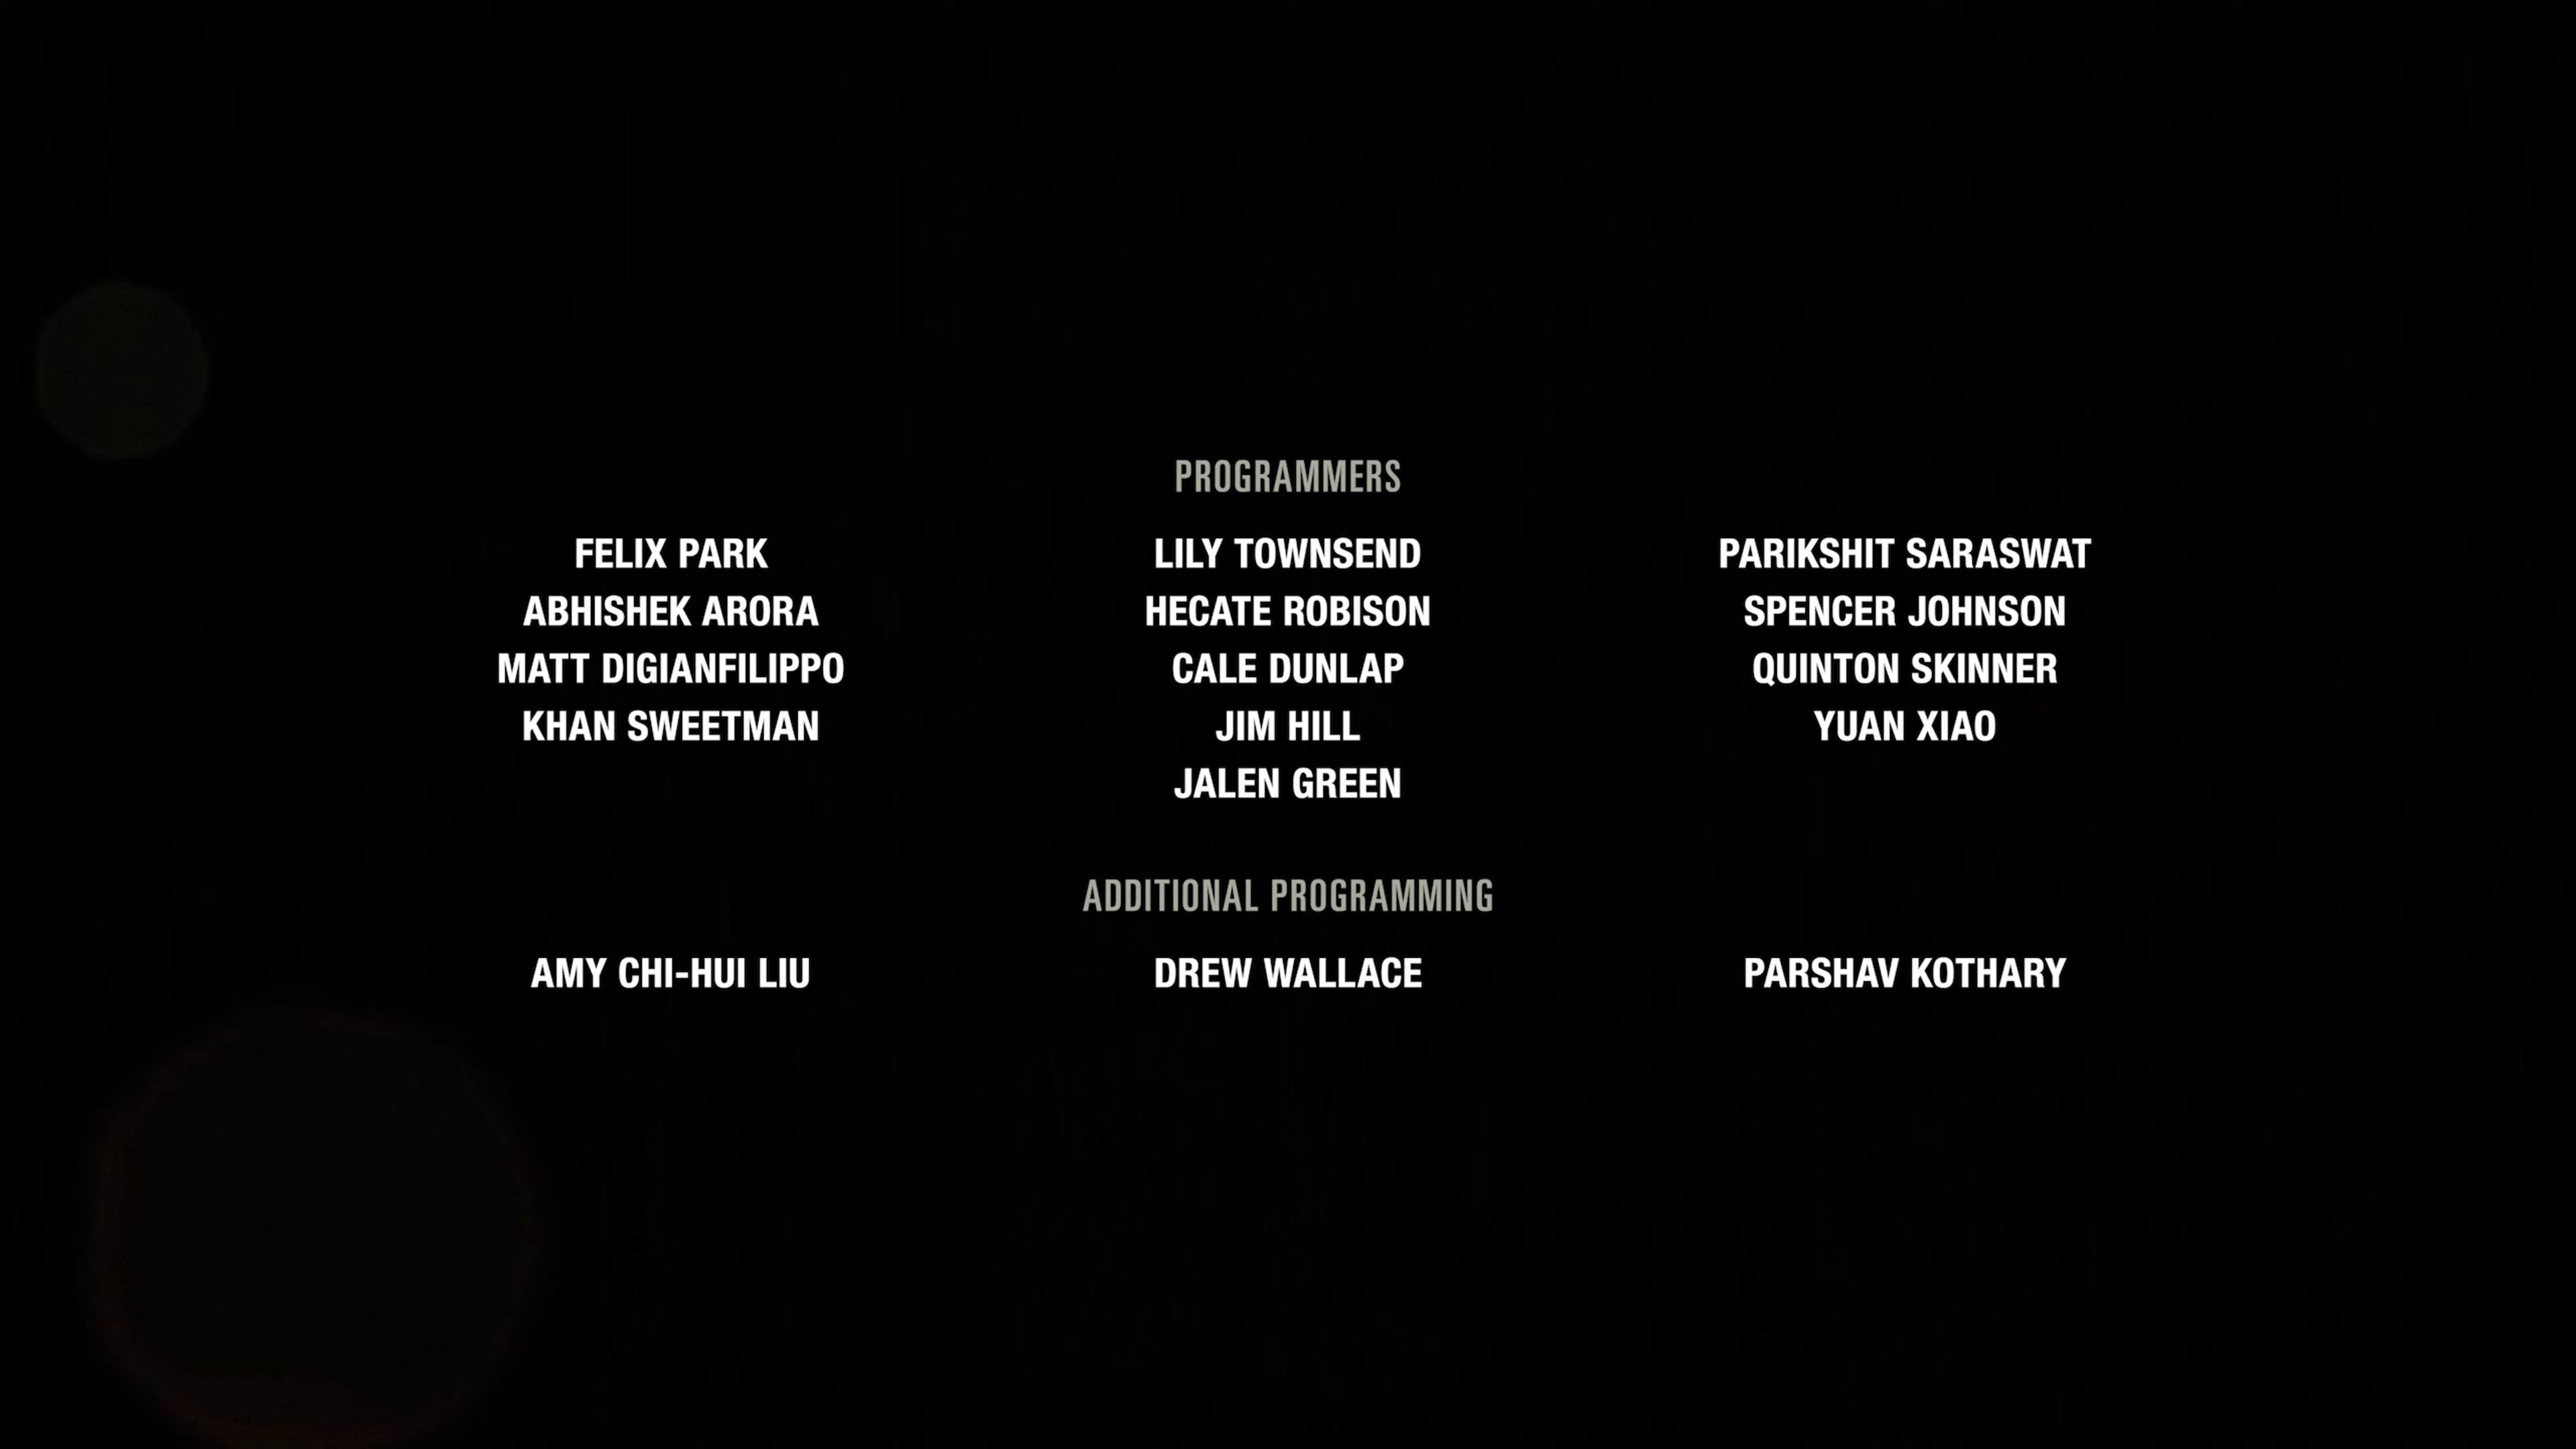 PROGRAMMERS
FELIX PARK LILY TOWNSEND PARIKSHIT SARASWAT
ABHISHEK ARORA HECATE ROBISON SPENCER JOHNSON
MATT DIGIANFILIPPO CALE DUNLAP QUINTON SKINNER
KHAN SWEETMAN JIM HILL YUAN XIAO
JALEN GREEN
ADDITIONAL PROGRAMMING
AMY CHI-HUI LIU DREW WALLACE PARSHAV KOTHARY